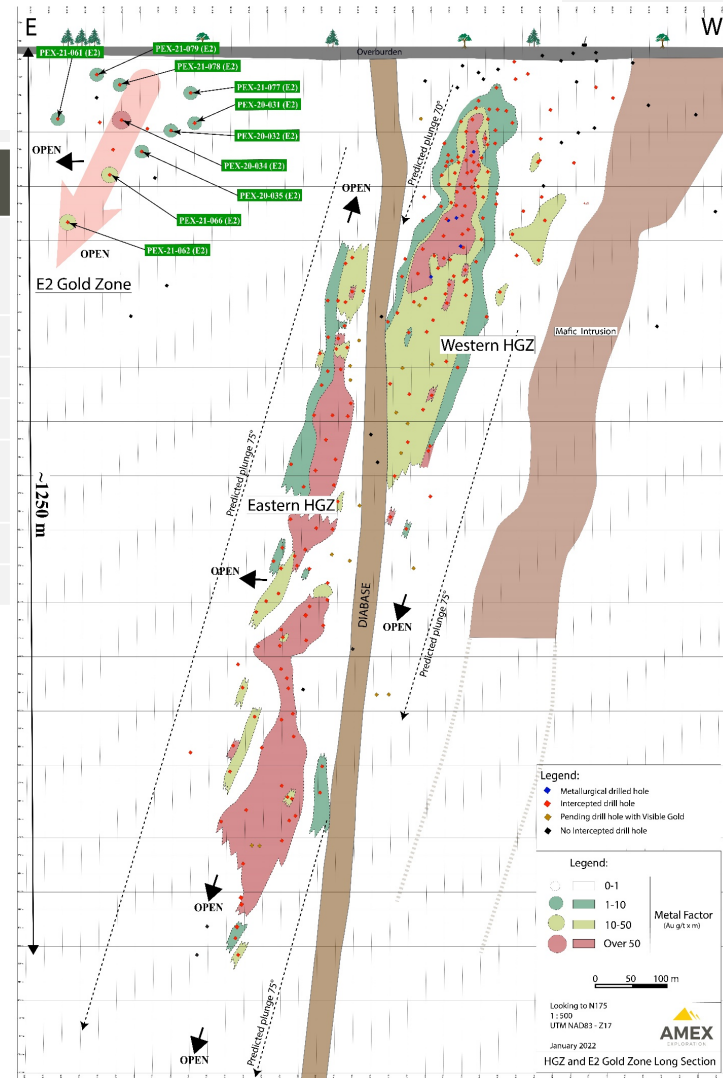 E
W
Overburden
PEX-21-079 (E2)
PEX-21-061 (E2)
PEX-21-078 (E2)
PEX-21-077 (E2)
PEX-20-031 (E2)
PEX-20-032 (E2)
PEX-20-034 (E2)
PEX-20-035 (E2)
PEX-21-066 (E2)
PEX-21-062 (E2)
OPEN
OPEN
OPEN
E2 Gold Zone
Predicted plunge 70°
Western HGZ
Mafic Intrusion
Predicted plunge 75°
~1250 m
Eastern HGZ
OPEN
DIABASE
OPEN
Predicted plunge 75°
OPEN
Predicted plunge 75°
OPEN
Legend:
Metallurgical drilled hole
Intercepted drill hole
Pending drill hole with Visible Gold
No Intercepted drill hole
Legend:
0-1
1-10
10-50
Over 50
Metal Factor
(Au g/t x m)
0 50 100 m
Looking to N175
1 : 500
UTM NAD83 - Z17
January 2022
AMEX
EXPLORATION
HGZ and E2 Gold Zone Long Section